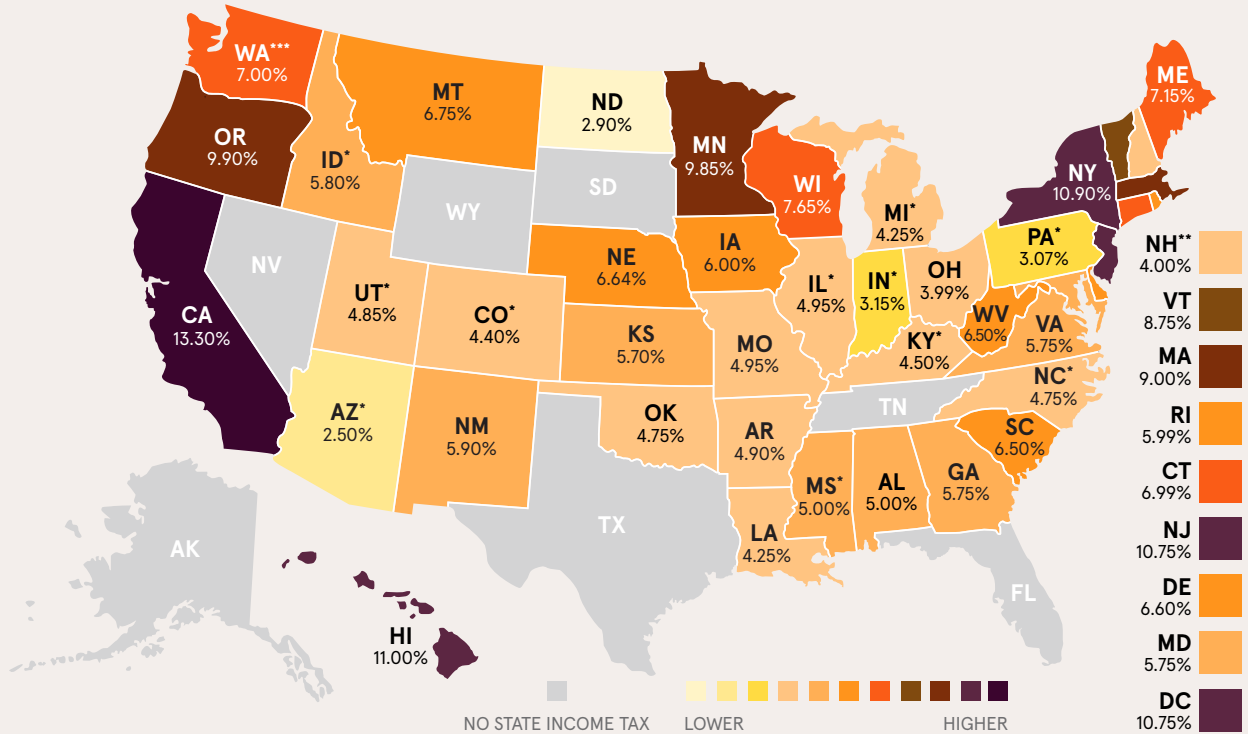 WA***
7.00%
MT
6.75%
ND
2.90%
MN
9.85%
ME
7.15%
OR
9.90%
ID*
5.80%
SD
WI
7.65%
NY
10.90%
WY
MI*
4.25%
NV
NE
6.64%
IA
6.00%
PA*
3.07%
NH**
4.00%
UT*
4.85%
CO*
4.40%
IL*
4.95%
IN*
3.15%
OH
3.99%
VT
8.75%
CA
13.30%
KS
5.70%
MO
4.95%
KY*
4.50%
WV
6.50%
VA
5.75%
MA
9.00%
NC*
4.75%
AZ*
2.50%
NM
5.90%
OK
4.75%
AR
4.90%
TN
SC
6.50%
RI
5.99%
MS*
5.00%
AL
5.00%
GA
5.75%
CT
6.99%
AK
TX
LA
4.25%
NJ
10.75%
FL
DE
6.60%
HI
11.00%
MD
5.75%
DC
10.75%
NO STATE INCOME TAX
LOWER
HIGHER